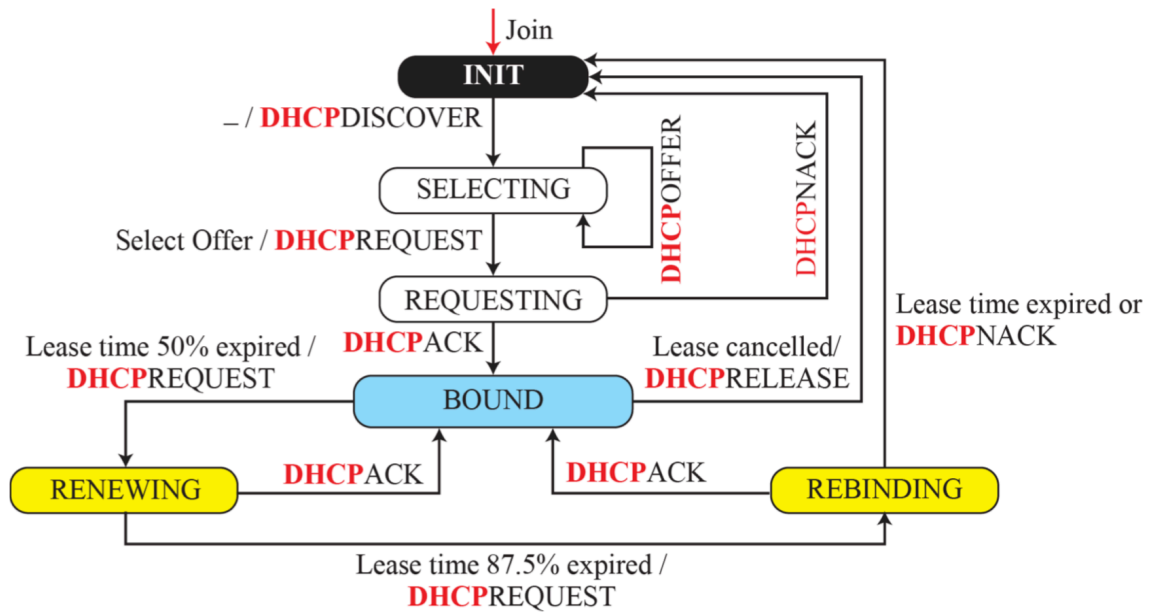 Join
INIT
– / DHCPDISCOVER
SELECTING
DHCPOFFER
DHCPNACK
Select Offer / DHCPREQUEST
REQUESTING
Lease time expired or
DHCPNACK
DHCPACK
Lease time 50% expired /
DHCPREQUEST
Lease cancelled/
DHCPRELEASE
BOUND
RENEWING
DHCPACK
DHCPACK
REBINDING
Lease time 87.5% expired /
DHCPREQUEST